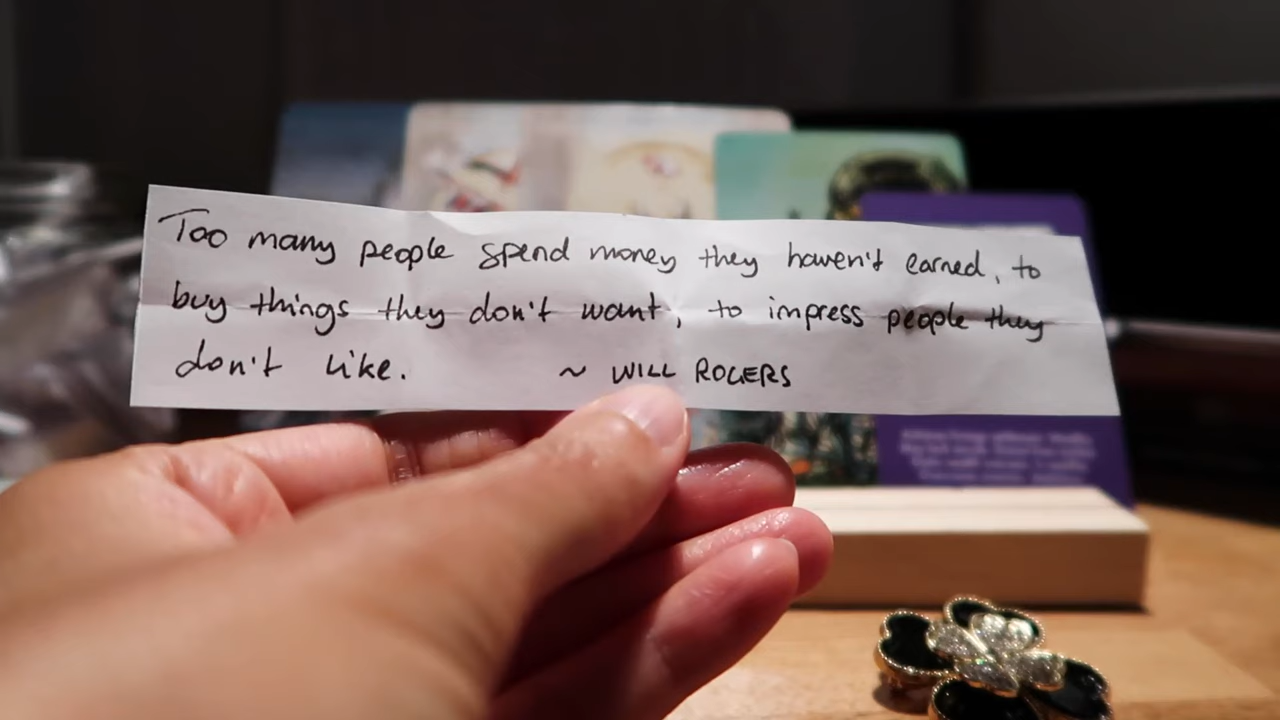 Too many people spend money they haven't earned, to
buy things they don't want, to impress people they
don't like. ~ WILL ROGERS